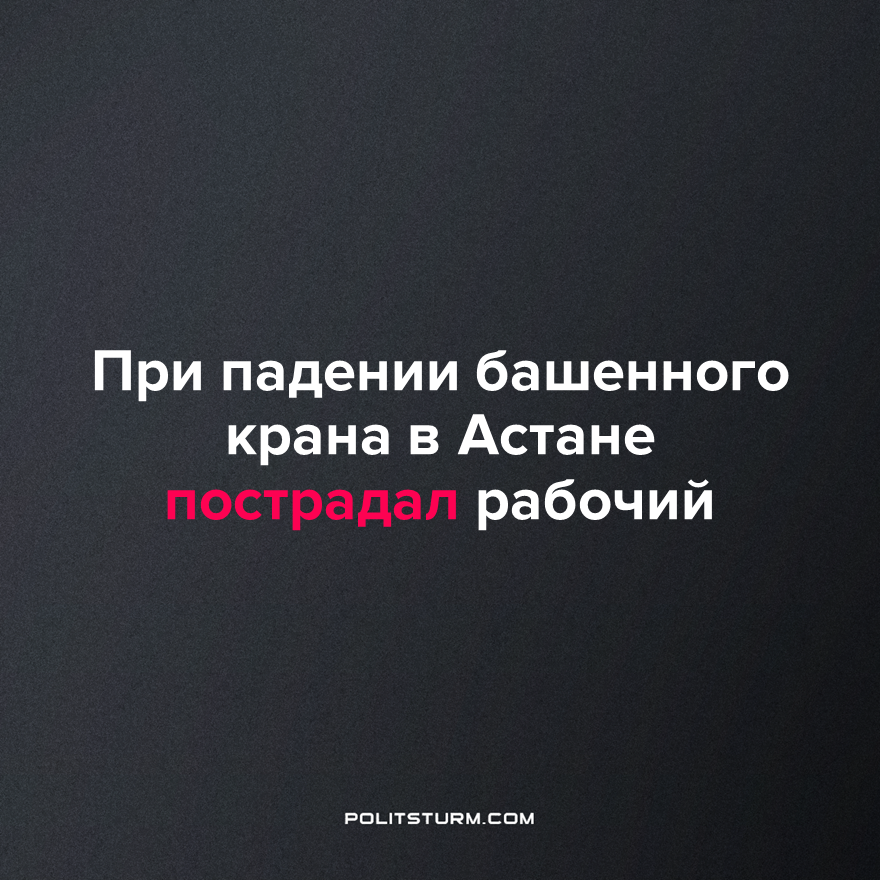 При падении башенного
крана в Астане
пострадал рабочий
POLITSTURM.COM